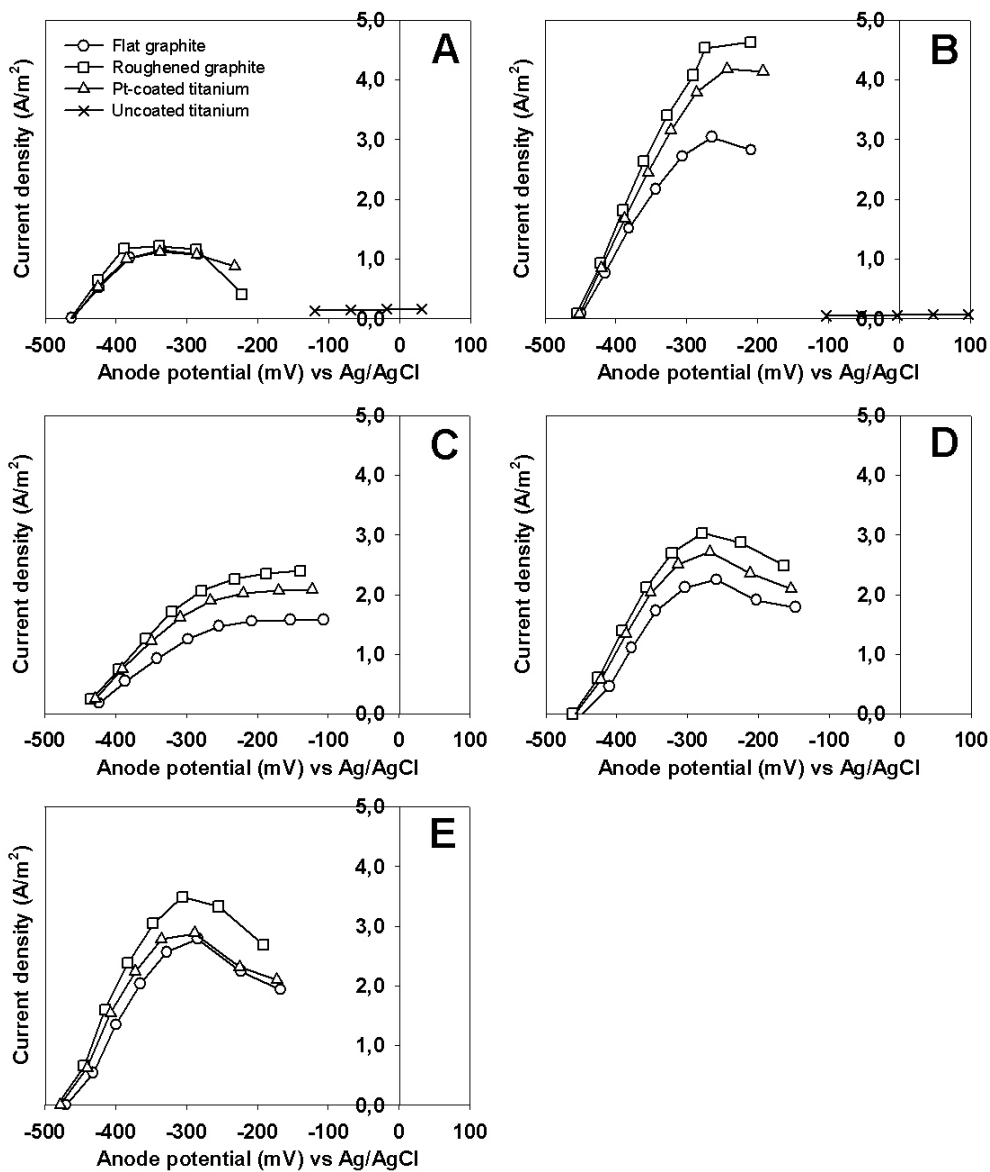 A
Flat graphite
Roughened graphite
Pt-coated titanium
Uncoated titanium
Current density (A/m²)
5,0
4,0
3,0
2,0
1,0
0,0
-500 -400 -300 -200 -100 0 100
Anode potential (mV) vs Ag/AgCl
B
Current density (A/m²)
5,0
4,0
3,0
2,0
1,0
0,0
-500 -400 -300 -200 -100 0 100
Anode potential (mV) vs Ag/AgCl
C
Current density (A/m²)
5,0
4,0
3,0
2,0
1,0
0,0
-500 -400 -300 -200 -100 0 100
Anode potential (mV) vs Ag/AgCl
D
Current density (A/m²)
5,0
4,0
3,0
2,0
1,0
0,0
-500 -400 -300 -200 -100 0 100
Anode potential (mV) vs Ag/AgCl
E
Current density (A/m²)
5,0
4,0
3,0
2,0
1,0
0,0
-500 -400 -300 -200 -100 0 100
Anode potential (mV) vs Ag/AgCl